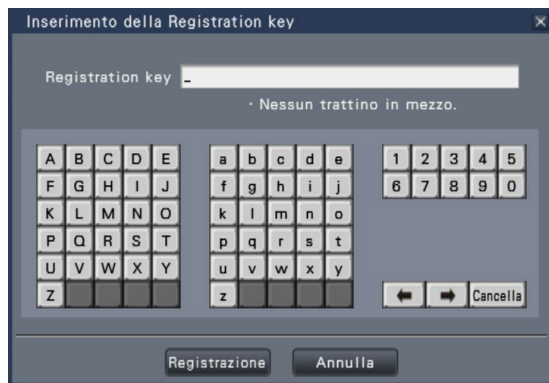 Inserimento della Registration key
Registration key _
· Nessun trattino in mezzo.
A B C D E a b c d e 1 2 3 4 5
F G H I J f g h i j 6 7 8 9 0
K L M N O k l m n o
P Q R S T p q r s t
U V W X Y u v w x y
Z z Cancella
Registrazione Annulla